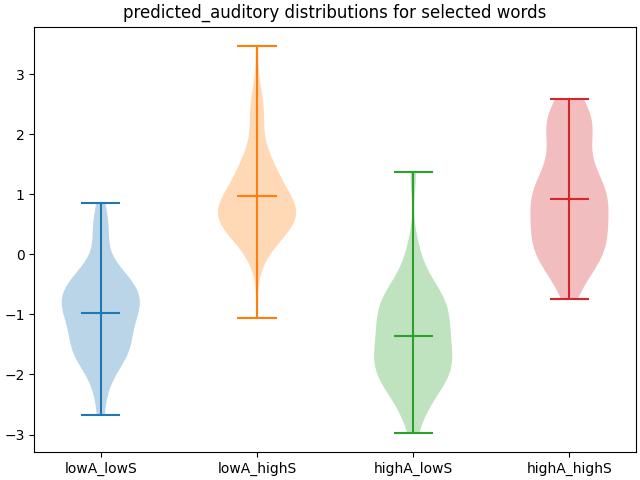 predicted_auditory distributions for selected words
3
2
1
0
−1
−2
−3
lowA_lowS
lowA_highS
highA_lowS
highA_highS